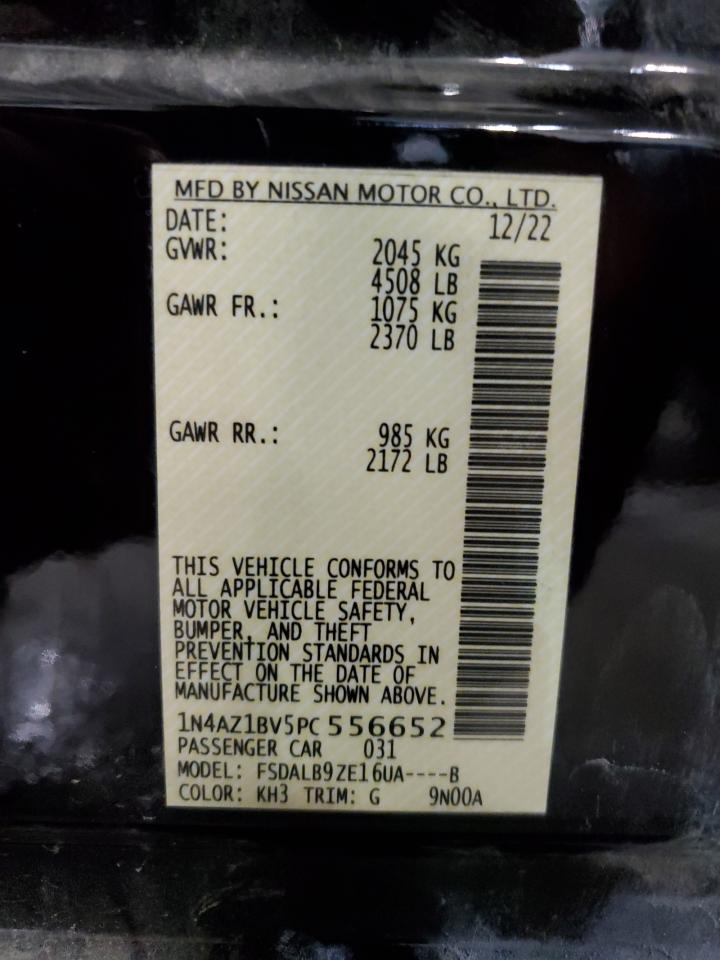 MFD BY NISSAN MOTOR CO., LTD.
DATE: 12/22
GVWR: 2045 KG
4508 LB
GAWR FR.: 1075 KG
2370 LB
GAWR RR.: 985 KG
2172 LB
THIS VEHICLE CONFORMS TO
ALL APPLICABLE FEDERAL
MOTOR VEHICLE SAFETY,
BUMPER, AND THEFT
PREVENTION STANDARDS IN
EFFECT ON THE DATE OF
MANUFACTURE SHOWN ABOVE.
1N4AZ1BV5PC 556652
PASSENGER CAR 031
MODEL: FSDALB9ZE16UA----B
COLOR: KH3 TRIM: G 9N00A